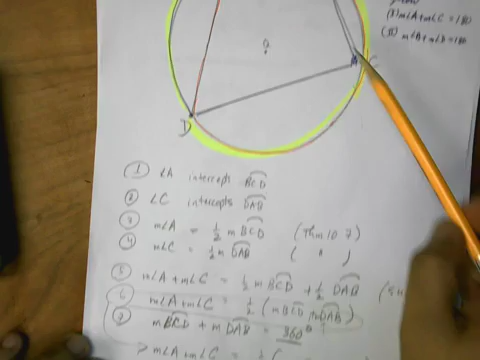 (I) m∠A+m∠C = 180
(II) m∠B+m∠D = 180
O
C
D
① ∠A intercepts BCD
② ∠C intercepts DAB
③ m∠A = 1/2 m BCD (Thm 10.7)
④ m∠C = 1/2 m DAB ( " )
⑤ m∠A + m∠C = 1/2 m BCD + 1/2 DAB
⑥ m∠A + m∠C = 1/2 (m BCD + m DAB)
⑦ m BCD + m DAB = 360°
m∠A + m∠C =